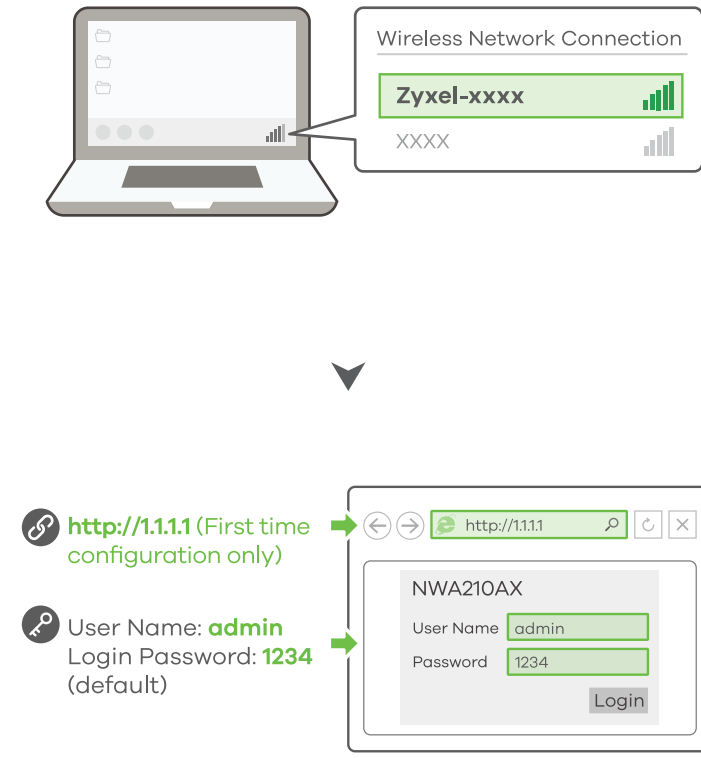 Wireless Network Connection
Zyxel-xxxx
XXXX
http://1.1.1.1 (First time
configuration only)
http://1.1.1.1
User Name: admin
Login Password: 1234
(default)
NWA210AX
User Name admin
Password 1234
Login